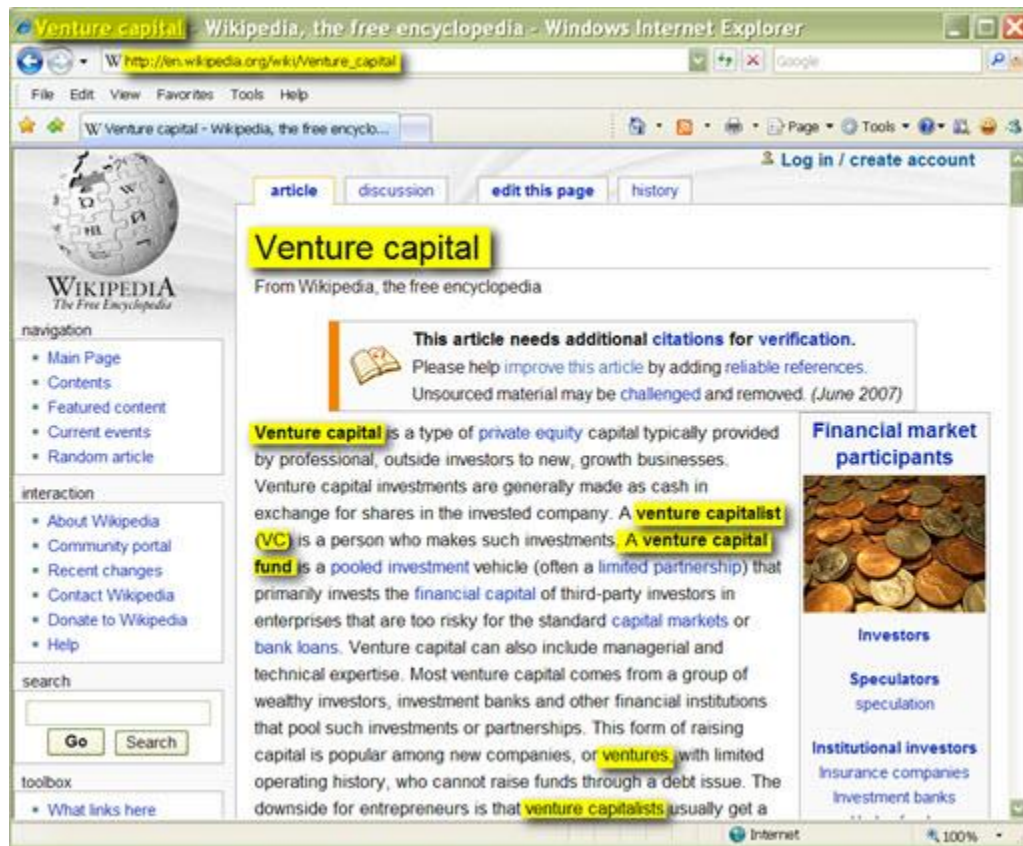 Venture capital - Wikipedia, the free encyclopedia - Windows Internet Explorer
W http://en.wikipedia.org/wiki/Venture_capital
Google
File Edit View Favorites Tools Help
W Venture capital - Wikipedia, the free encyclo...
Page Tools
Log in / create account
article discussion edit this page history
WIKIPEDIA
The Free Encyclopedia
navigation
Main Page
Contents
Featured content
Current events
Random article
interaction
About Wikipedia
Community portal
Recent changes
Contact Wikipedia
Donate to Wikipedia
Help
search
Go Search
toolbox
What links here
Venture capital
From Wikipedia, the free encyclopedia
This article needs additional citations for verification.
Please help improve this article by adding reliable references.
Unsourced material may be challenged and removed. (June 2007)
Venture capital is a type of private equity capital typically provided
by professional, outside investors to new, growth businesses.
Venture capital investments are generally made as cash in
exchange for shares in the invested company. A venture capitalist
(VC) is a person who makes such investments. A venture capital
fund is a pooled investment vehicle (often a limited partnership) that
primarily invests the financial capital of third-party investors in
enterprises that are too risky for the standard capital markets or
bank loans. Venture capital can also include managerial and
technical expertise. Most venture capital comes from a group of
wealthy investors, investment banks and other financial institutions
that pool such investments or partnerships. This form of raising
capital is popular among new companies, or ventures, with limited
operating history, who cannot raise funds through a debt issue. The
downside for entrepreneurs is that venture capitalists usually get a
Financial market
participants
Investors
Speculators
speculation
Institutional investors
Insurance companies
Investment banks
Internet
100%